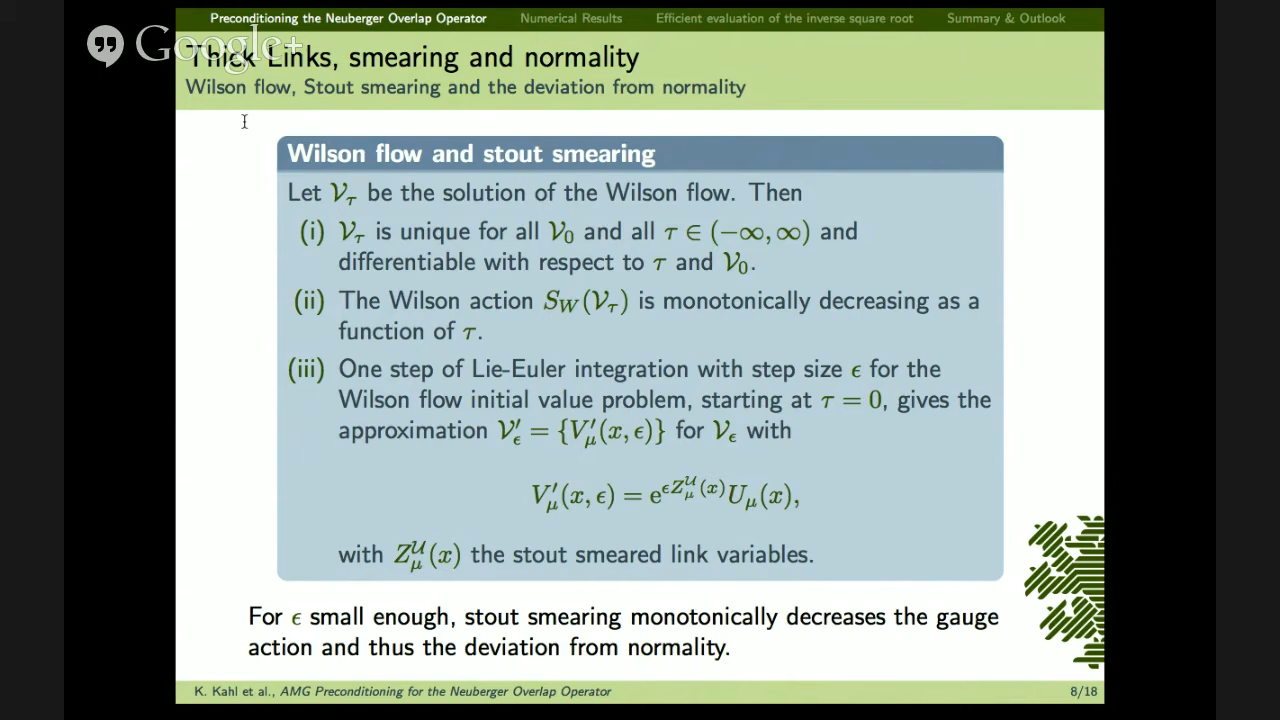 Preconditioning the Neuberger Overlap Operator Numerical Results Efficient evaluation of the inverse square root Summary & Outlook
Google+
Thick Links, smearing and normality
Wilson flow, Stout smearing and the deviation from normality
Wilson flow and stout smearing
Let 𝒱_τ be the solution of the Wilson flow. Then
(i) 𝒱_τ is unique for all 𝒱_0 and all τ ∈ (−∞, ∞) and
differentiable with respect to τ and 𝒱_0.
(ii) The Wilson action S_W(𝒱_τ) is monotonically decreasing as a
function of τ.
(iii) One step of Lie-Euler integration with step size ϵ for the
Wilson flow initial value problem, starting at τ = 0, gives the
approximation 𝒱′_ϵ = {V′_μ(x, ϵ)} for 𝒱_ϵ with
V′_μ(x, ϵ) = e^{ϵZ^𝒰_μ(x)} U_μ(x),
with Z^𝒰_μ(x) the stout smeared link variables.
For ϵ small enough, stout smearing monotonically decreases the gauge
action and thus the deviation from normality.
K. Kahl et al., AMG Preconditioning for the Neuberger Overlap Operator 8/18